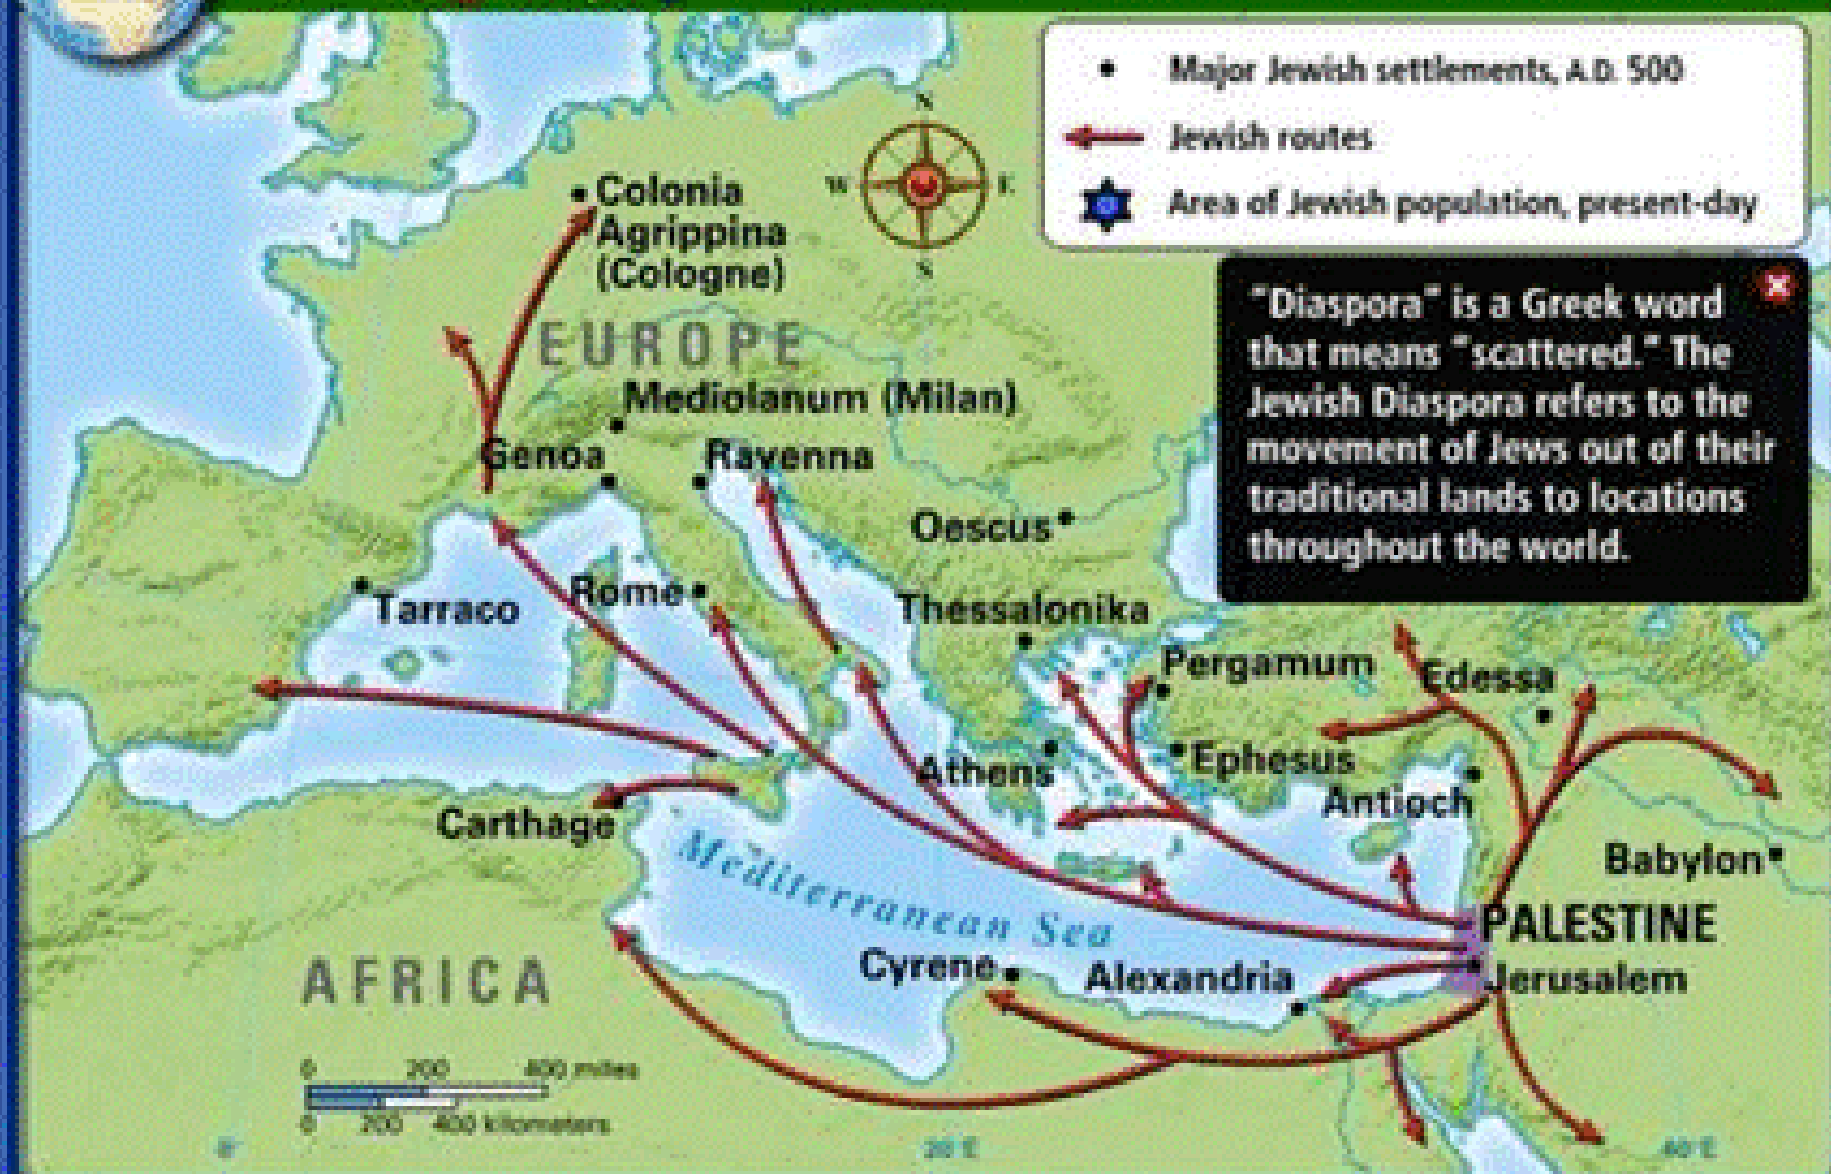 Major Jewish settlements, A.D. 500
Jewish routes
Area of Jewish population, present-day
"Diaspora" is a Greek word
that means "scattered." The
Jewish Diaspora refers to the
movement of Jews out of their
traditional lands to locations
throughout the world.
N
W
E
S
Colonia
Agrippina
(Cologne)
EUROPE
Mediolanum (Milan)
Genoa
Ravenna
Oescus
Rome
Tarraco
Thessalonika
Pergamum
Edessa
Athens
Ephesus
Antioch
Carthage
Babylon
Mediterranean Sea
PALESTINE
Cyrene
Alexandria
Jerusalem
AFRICA
0 200 400 miles
0 200 400 kilometers
0°
20°E
40°E